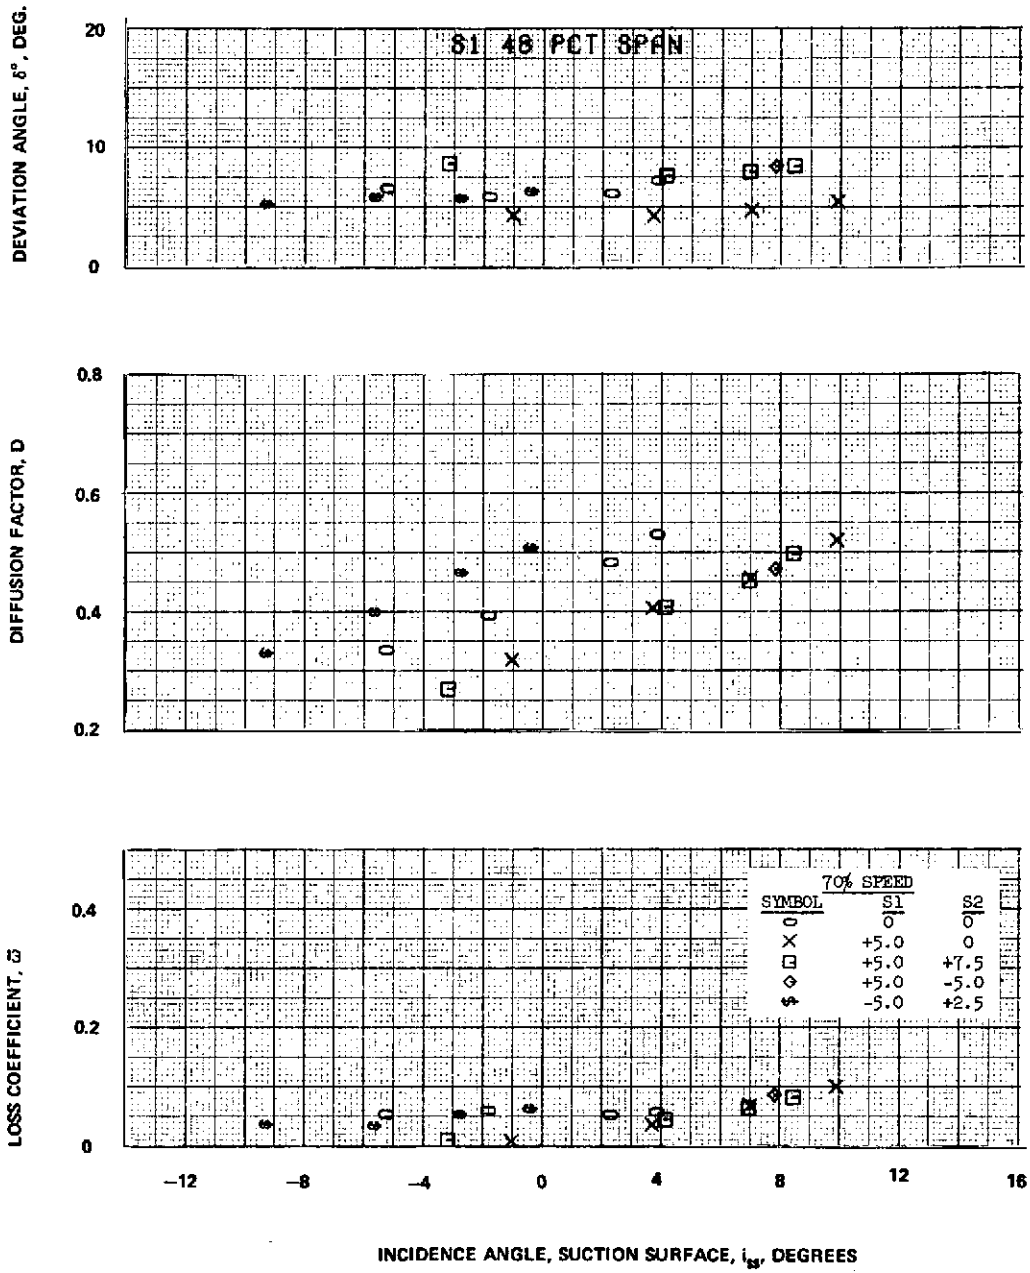 S1 48 PCT SPAN
DEVIATION ANGLE, δ°, DEG.
20
10
0
DIFFUSION FACTOR, D
0.8
0.6
0.4
0.2
LOSS COEFFICIENT, ω̄
0.4
0.2
0
70% SPEED
SYMBOL S1 S2
0 0
+5.0 0
+5.0 +7.5
+5.0 -5.0
-5.0 +2.5
−12 −8 −4 0 4 8 12 16
INCIDENCE ANGLE, SUCTION SURFACE, iss, DEGREES